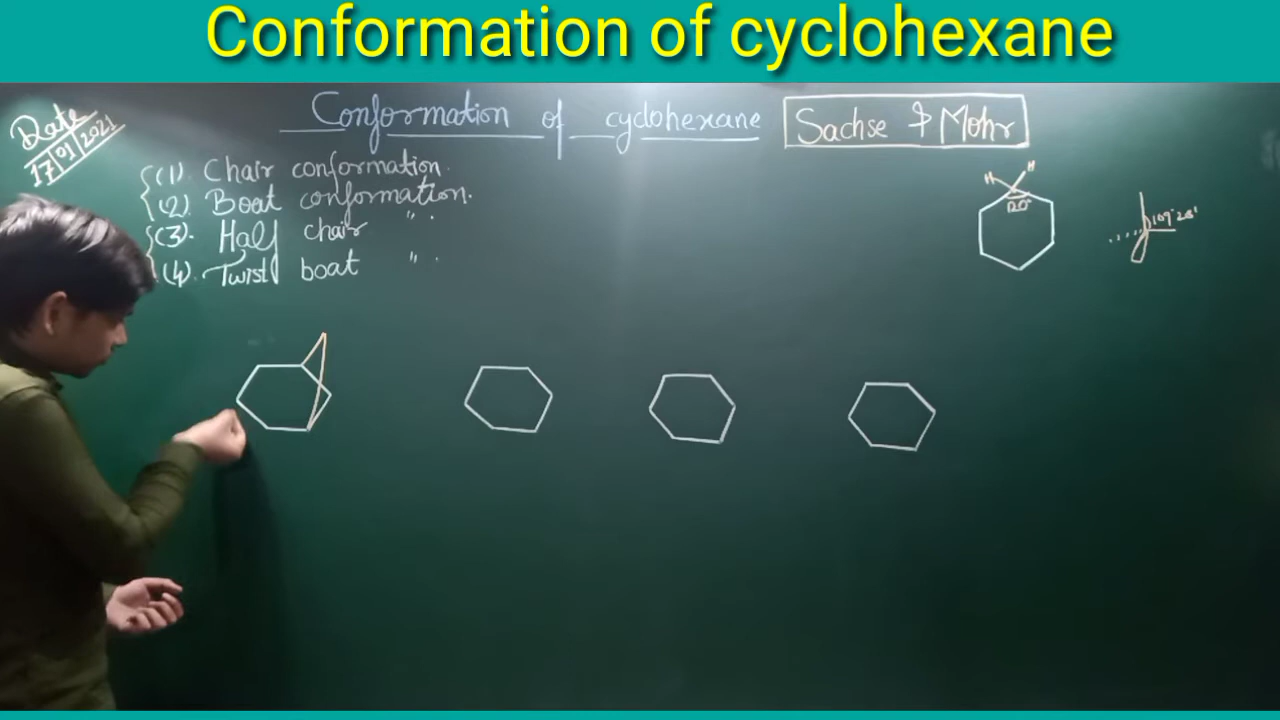 Conformation of cyclohexane
Conformation of cyclohexane
Sachse & Mohr
Date
17/01/2021
(1). Chair conformation.
(2). Boat conformation.
(3). Half chair " .
(4). Twist boat " .
H H
120°
109°28'